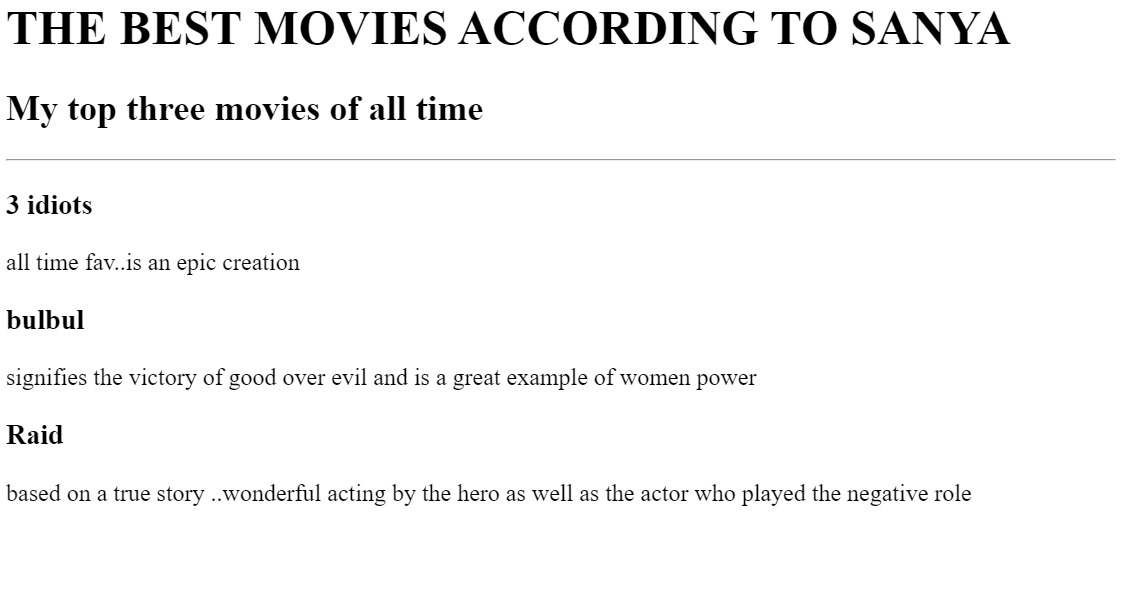 THE BEST MOVIES ACCORDING TO SANYA
My top three movies of all time
3 idiots
all time fav..is an epic creation
bulbul
signifies the victory of good over evil and is a great example of women power
Raid
based on a true story ..wonderful acting by the hero as well as the actor who played the negative role